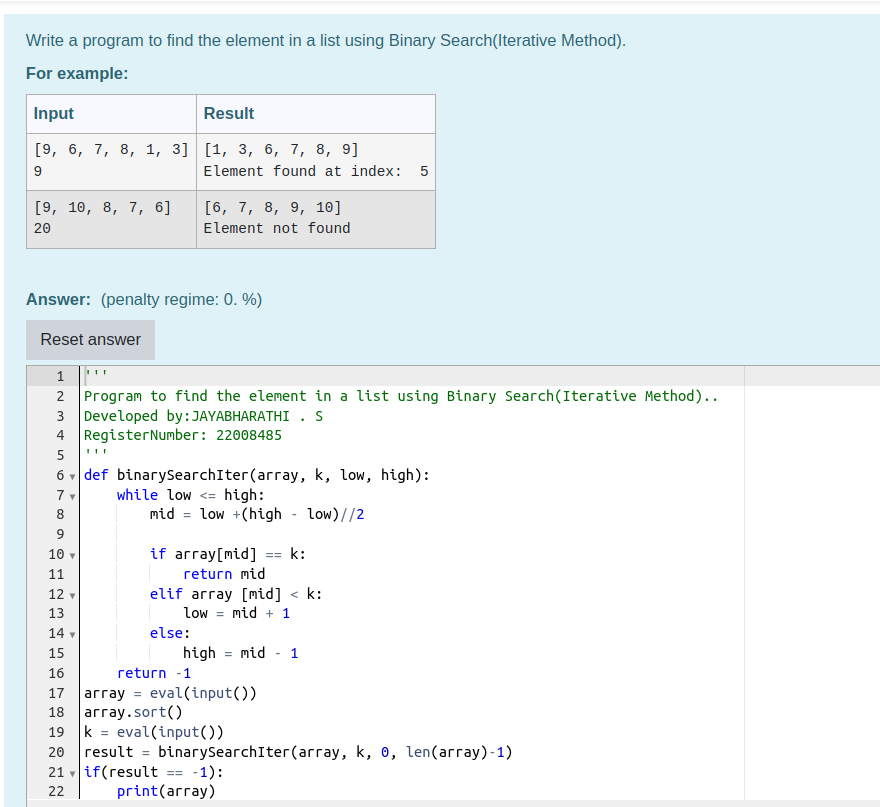 Write a program to find the element in a list using Binary Search(Iterative Method).
For example:
Input Result
[9, 6, 7, 8, 1, 3] [1, 3, 6, 7, 8, 9]
9 Element found at index:  5
[9, 10, 8, 7, 6] [6, 7, 8, 9, 10]
20 Element not found
Answer: (penalty regime: 0. %)
Reset answer
1 '''
2 Program to find the element in a list using Binary Search(Iterative Method)..
3 Developed by:JAYABHARATHI . S
4 RegisterNumber: 22008485
5 '''
6 def binarySearchIter(array, k, low, high):
7     while low <= high:
8         mid = low +(high - low)//2
9
10         if array[mid] == k:
11             return mid
12         elif array [mid] < k:
13             low = mid + 1
14         else:
15             high = mid - 1
16     return -1
17 array = eval(input())
18 array.sort()
19 k = eval(input())
20 result = binarySearchIter(array, k, 0, len(array)-1)
21 if(result == -1):
22     print(array)